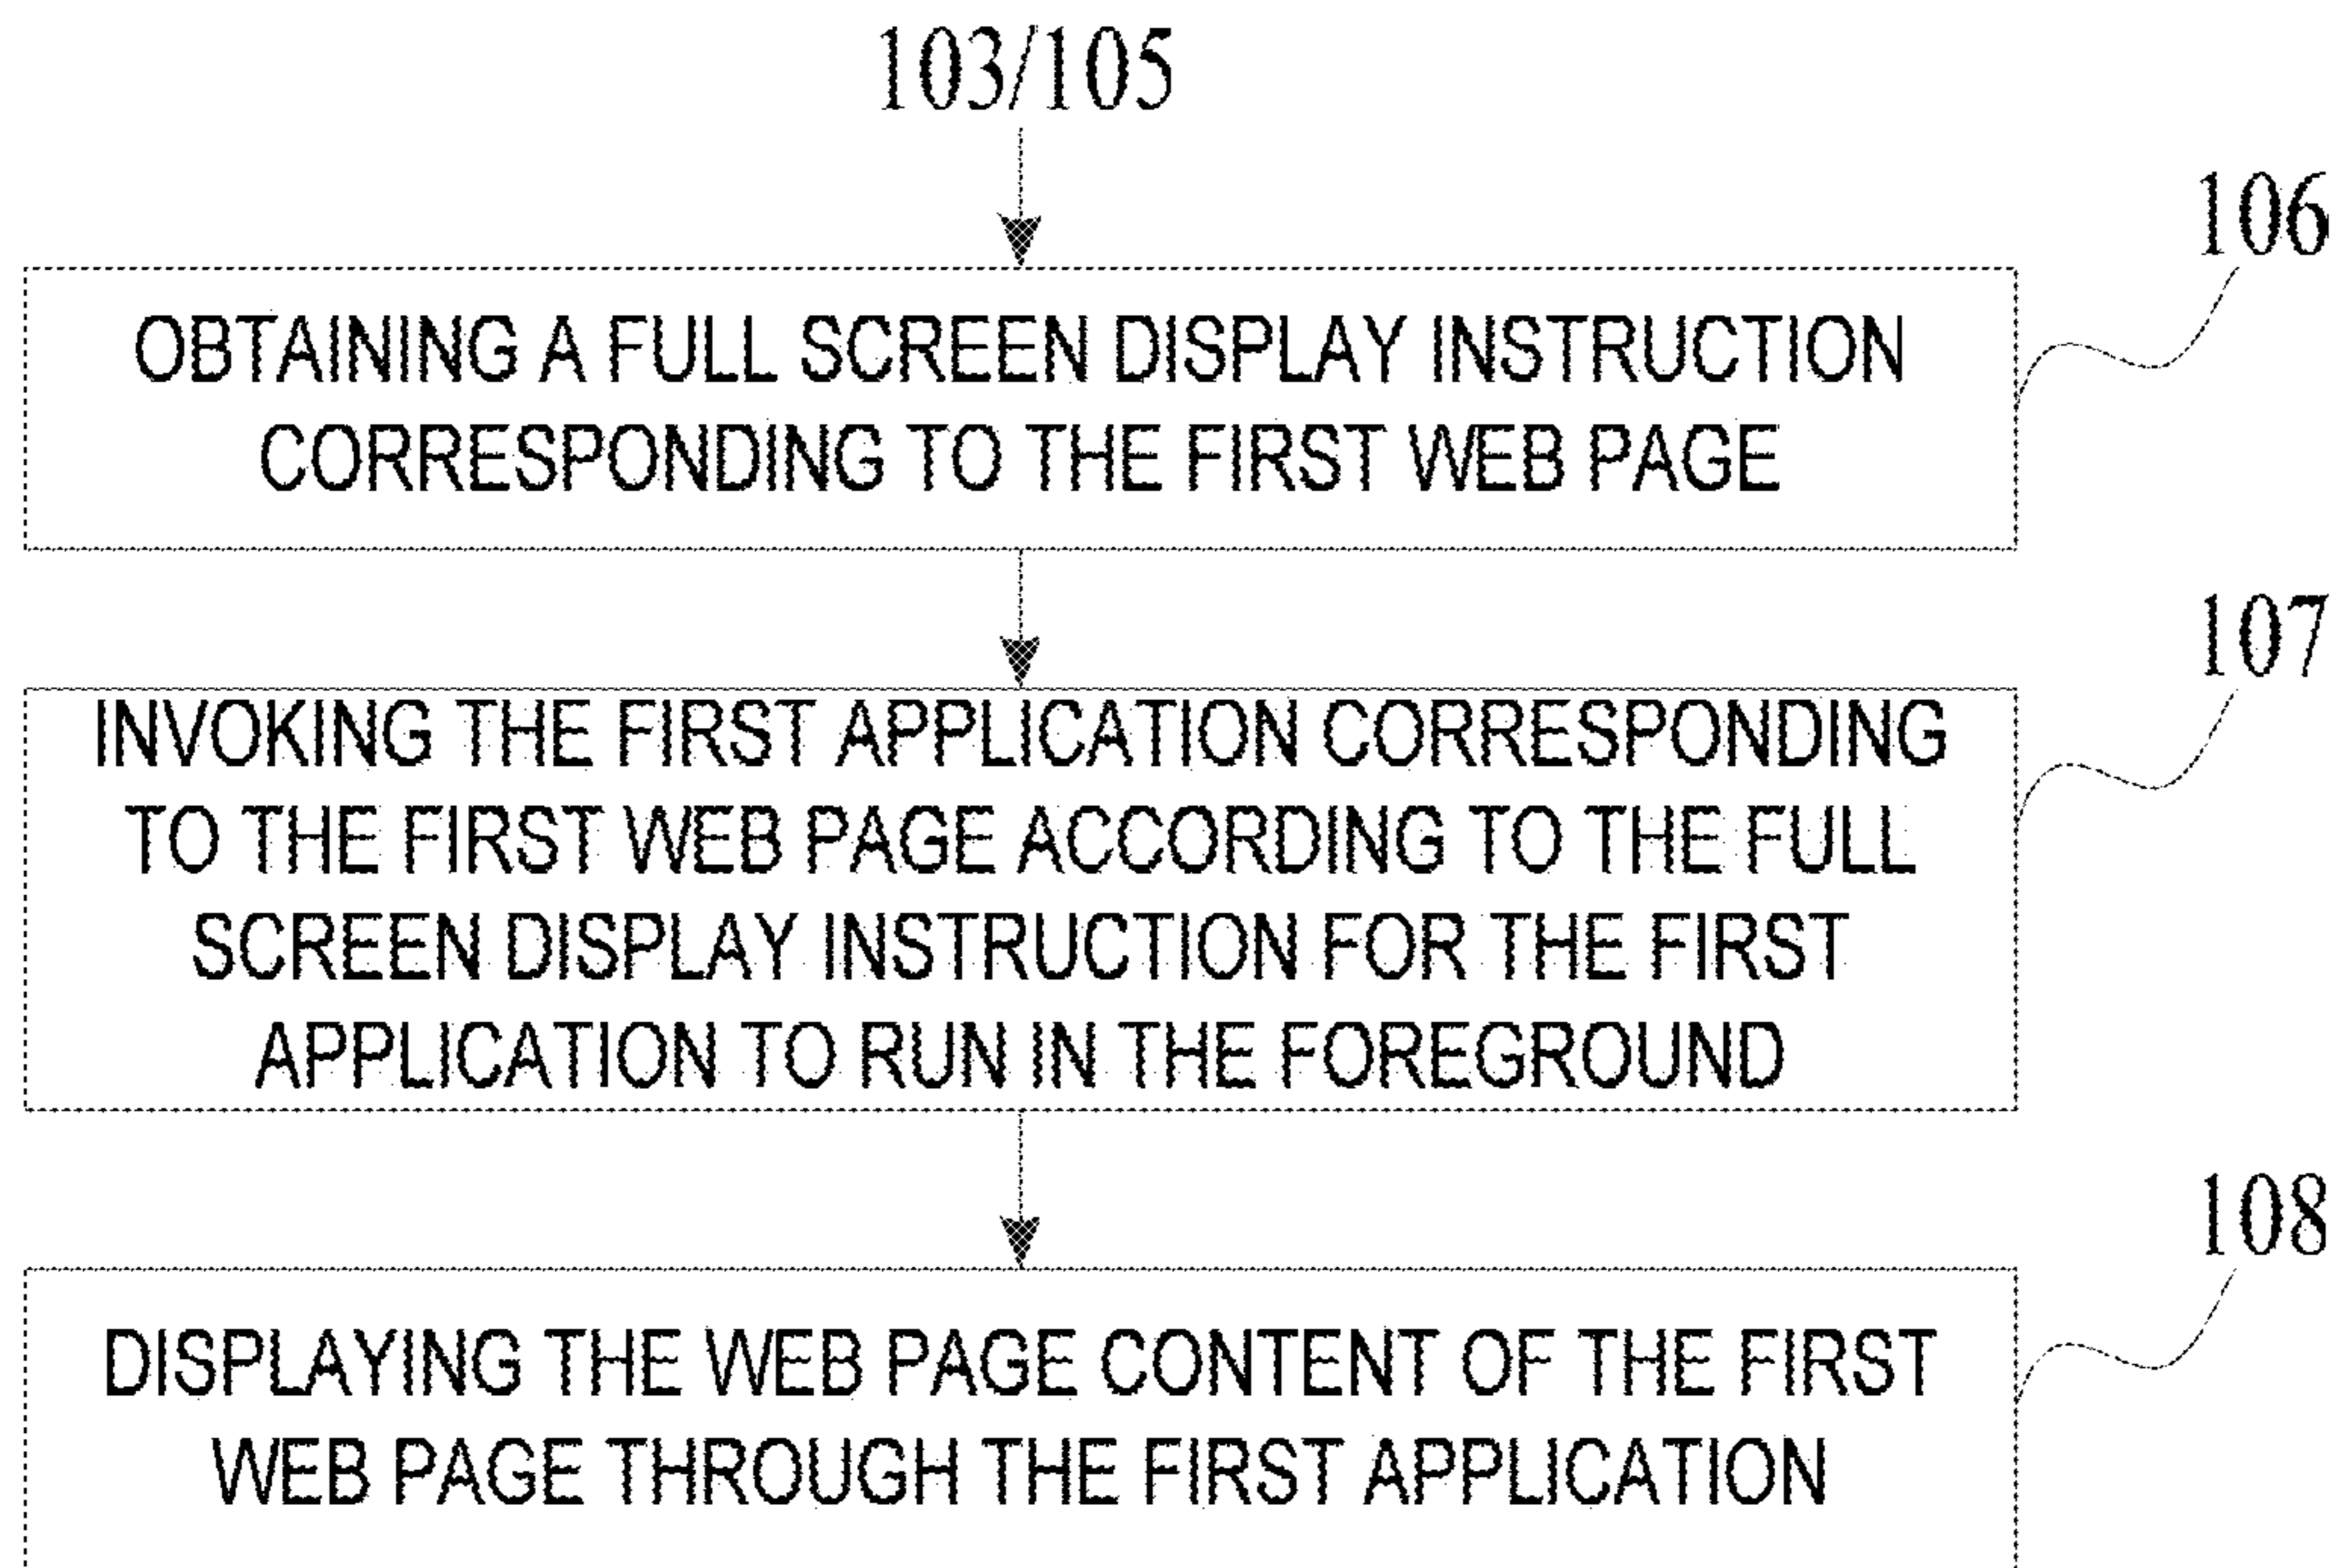 103/105
106
OBTAINING A FULL SCREEN DISPLAY INSTRUCTION
CORRESPONDING TO THE FIRST WEB PAGE
107
INVOKING THE FIRST APPLICATION CORRESPONDING
TO THE FIRST WEB PAGE ACCORDING TO THE FULL
SCREEN DISPLAY INSTRUCTION FOR THE FIRST
APPLICATION TO RUN IN THE FOREGROUND
108
DISPLAYING THE WEB PAGE CONTENT OF THE FIRST
WEB PAGE THROUGH THE FIRST APPLICATION